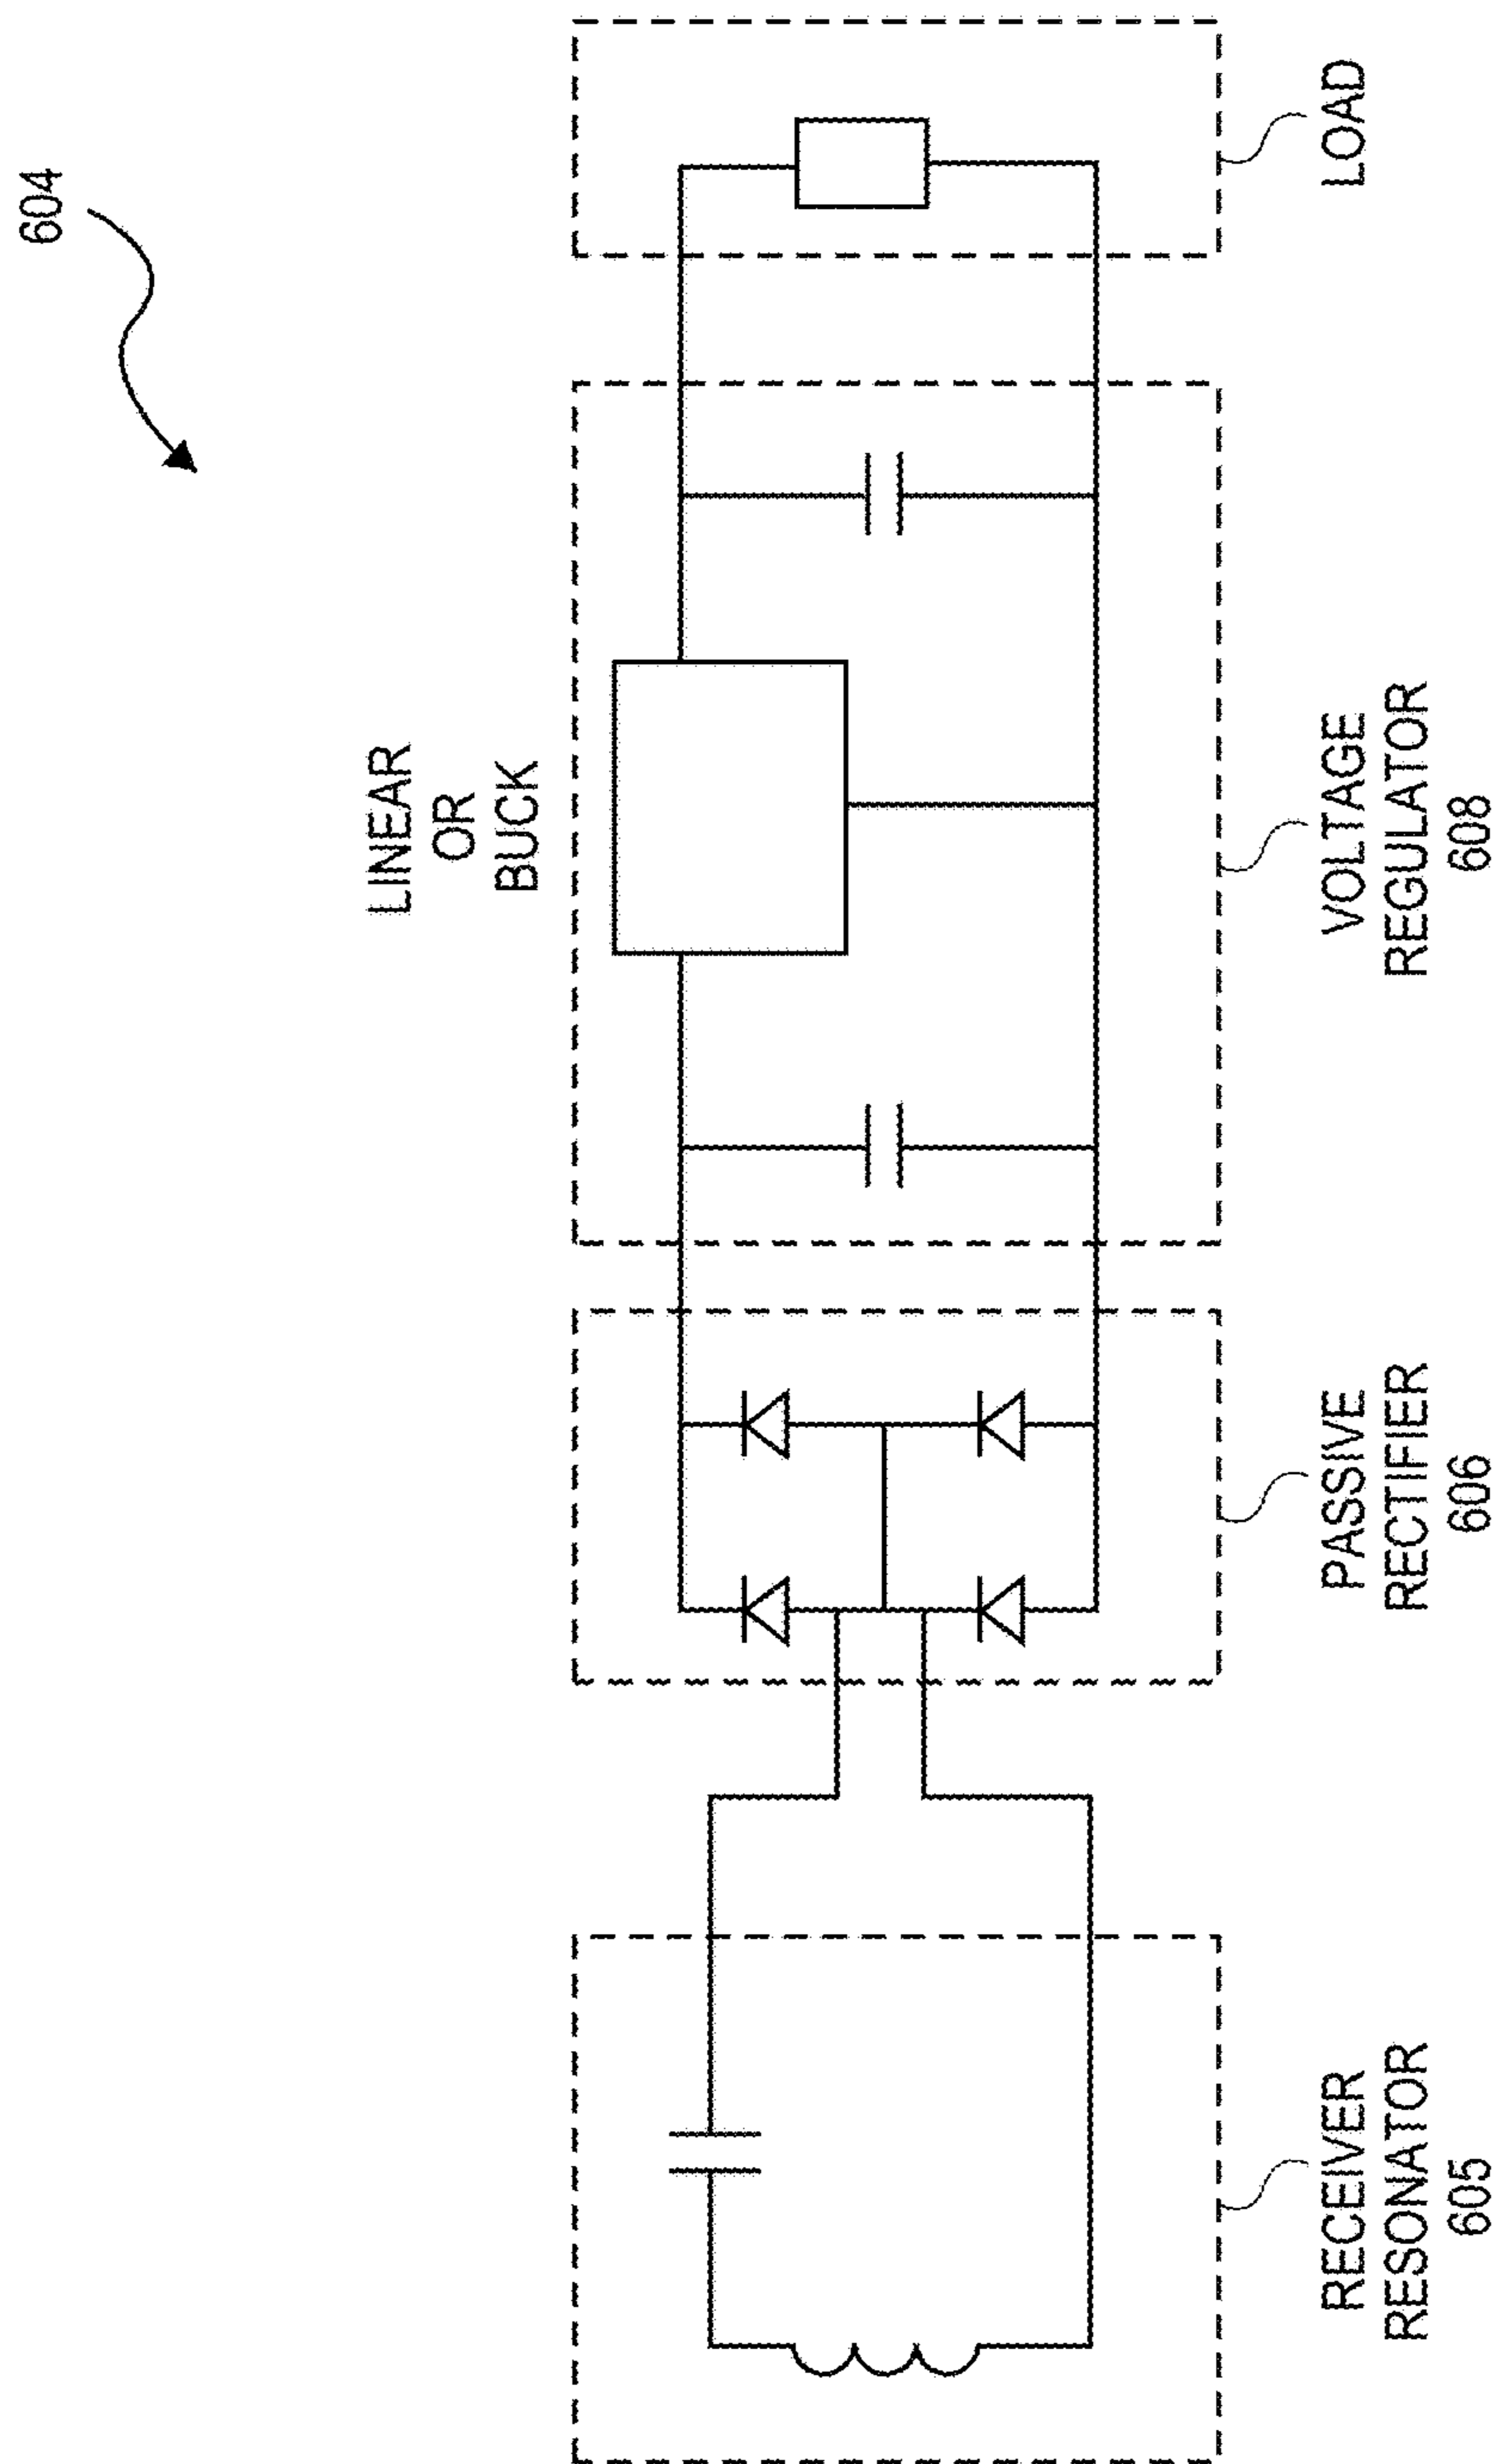 604
LINEAR
OR
BUCK
RECEIVER
RESONATOR
605
PASSIVE
RECTIFIER
606
VOLTAGE
REGULATOR
608
LOAD